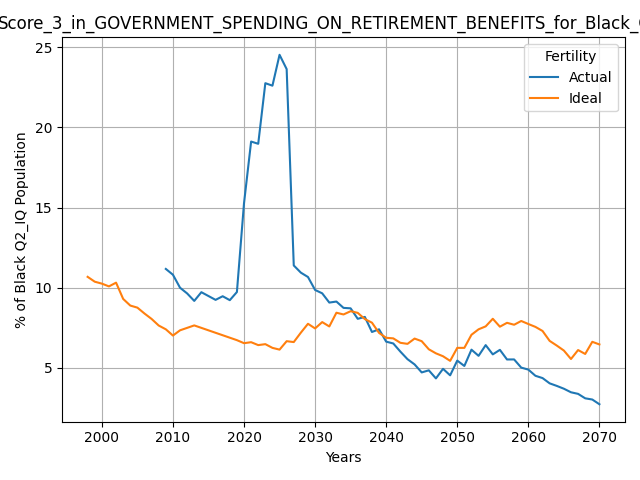 Score_3_in_GOVERNMENT_SPENDING_ON_RETIREMENT_BENEFITS_for_Black_
25
20
15
10
5
% of Black Q2_IQ Population
Fertility
Actual
Ideal
2000 2010 2020 2030 2040 2050 2060 2070
Years